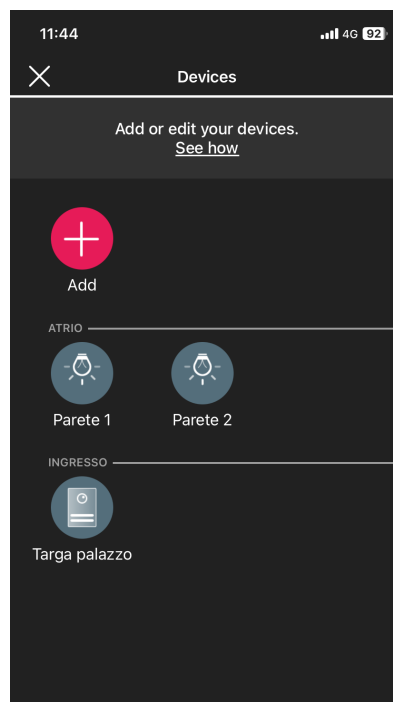 11:44
4G 92
Devices
Add or edit your devices.
See how
Add
ATRIO
Parete 1 Parete 2
INGRESSO
Targa palazzo